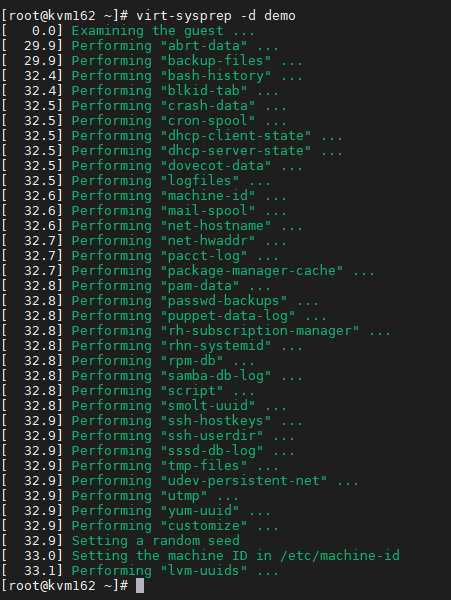 [root@kvm162 ~]# virt-sysprep -d demo
[   0.0] Examining the guest ...
[  29.9] Performing "abrt-data" ...
[  29.9] Performing "backup-files" ...
[  32.4] Performing "bash-history" ...
[  32.4] Performing "blkid-tab" ...
[  32.5] Performing "crash-data" ...
[  32.5] Performing "cron-spool" ...
[  32.5] Performing "dhcp-client-state" ...
[  32.5] Performing "dhcp-server-state" ...
[  32.5] Performing "dovecot-data" ...
[  32.5] Performing "logfiles" ...
[  32.6] Performing "machine-id" ...
[  32.6] Performing "mail-spool" ...
[  32.6] Performing "net-hostname" ...
[  32.7] Performing "net-hwaddr" ...
[  32.7] Performing "pacct-log" ...
[  32.7] Performing "package-manager-cache" ...
[  32.8] Performing "pam-data" ...
[  32.8] Performing "passwd-backups" ...
[  32.8] Performing "puppet-data-log" ...
[  32.8] Performing "rh-subscription-manager" ...
[  32.8] Performing "rhn-systemid" ...
[  32.8] Performing "rpm-db" ...
[  32.8] Performing "samba-db-log" ...
[  32.8] Performing "script" ...
[  32.8] Performing "smolt-uuid" ...
[  32.9] Performing "ssh-hostkeys" ...
[  32.9] Performing "ssh-userdir" ...
[  32.9] Performing "sssd-db-log" ...
[  32.9] Performing "tmp-files" ...
[  32.9] Performing "udev-persistent-net" ...
[  32.9] Performing "utmp" ...
[  32.9] Performing "yum-uuid" ...
[  32.9] Performing "customize" ...
[  32.9] Setting a random seed
[  33.0] Setting the machine ID in /etc/machine-id
[  33.1] Performing "lvm-uuids" ...
[root@kvm162 ~]#